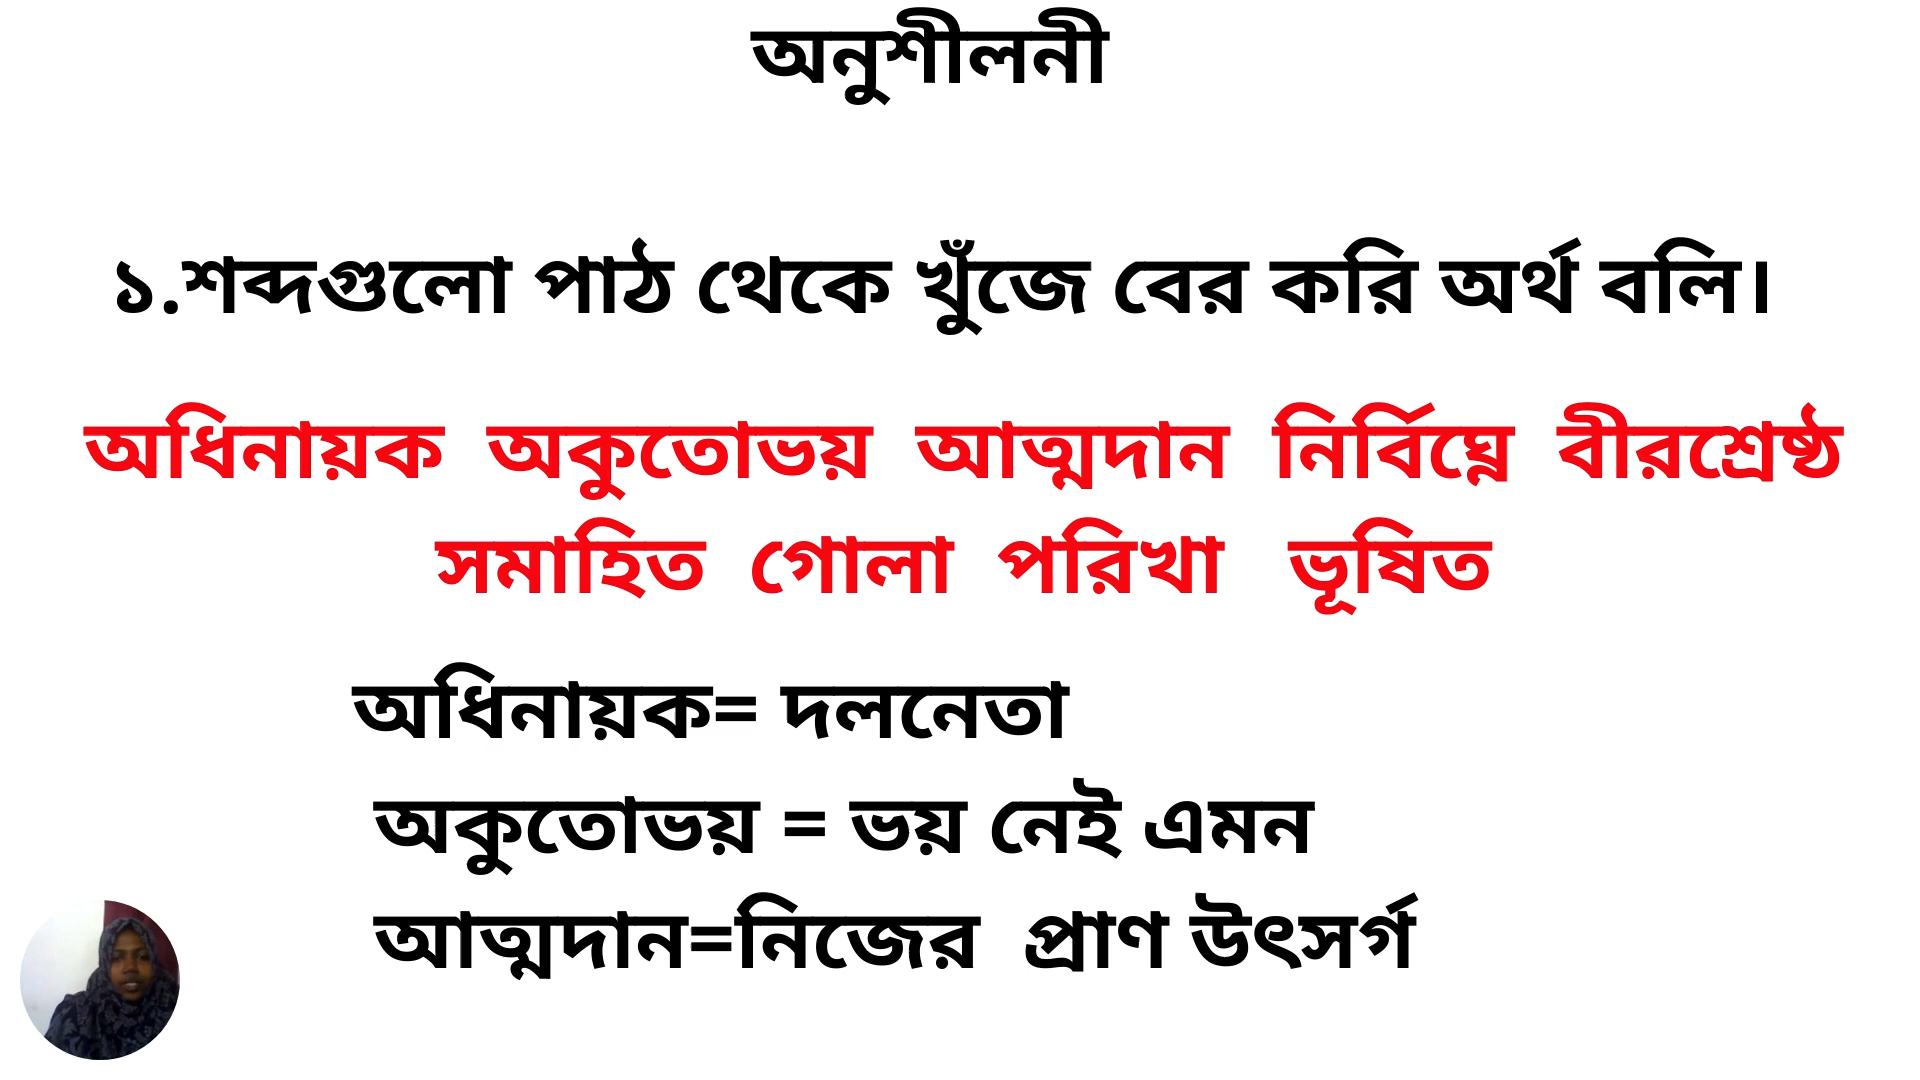 অনুশীলনী
১.শব্দগুলো পাঠ থেকে খুঁজে বের করি অর্থ বলি।
অধিনায়ক অকুতোভয় আত্মদান নির্বিঘ্নে বীরশ্রেষ্ঠ
সমাহিত গোলা পরিখা ভূষিত
অধিনায়ক= দলনেতা
অকুতোভয় = ভয় নেই এমন
আত্মদান=নিজের প্রাণ উৎসর্গ